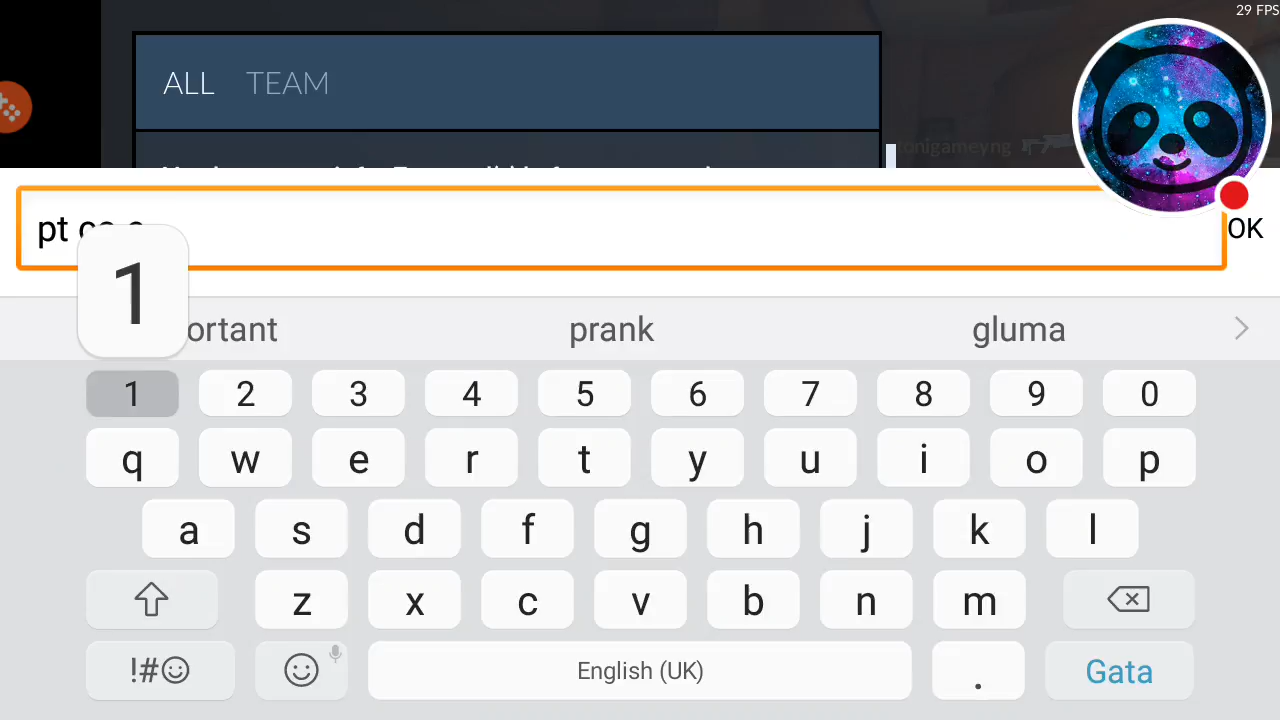 29 FPS
ALL TEAM
tonigameyng
pt
OK
1
ortant prank gluma
1 2 3 4 5 6 7 8 9 0
q w e r t y u i o p
a s d f g h j k l
z x c v b n m
!#☺ English (UK) . Gata